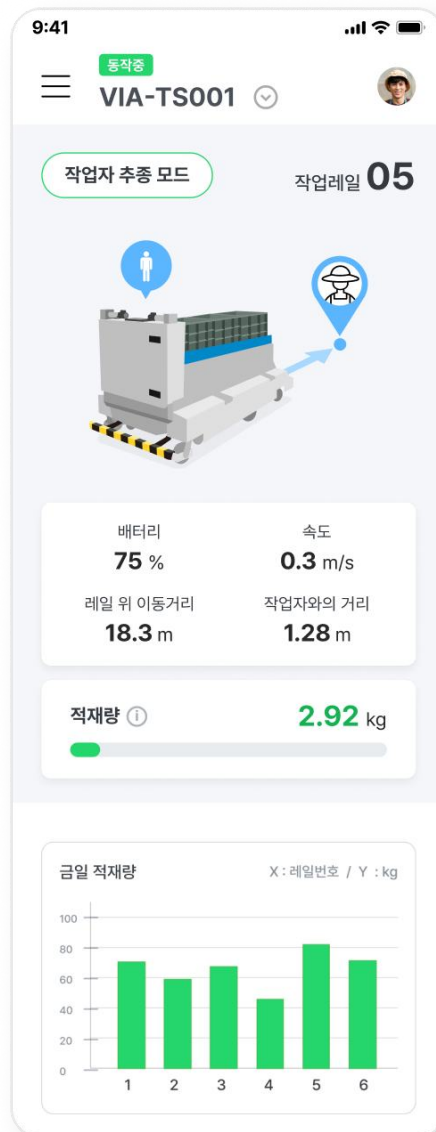 9:41
동작중
VIA-TS001
작업자 추종 모드
작업레일 05
배터리
75 %
속도
0.3 m/s
레일 위 이동거리
18.3 m
작업자와의 거리
1.28 m
적재량
2.92 kg
금일 적재량
X : 레일번호 / Y : kg
100
80
60
40
20
0
1 2 3 4 5 6